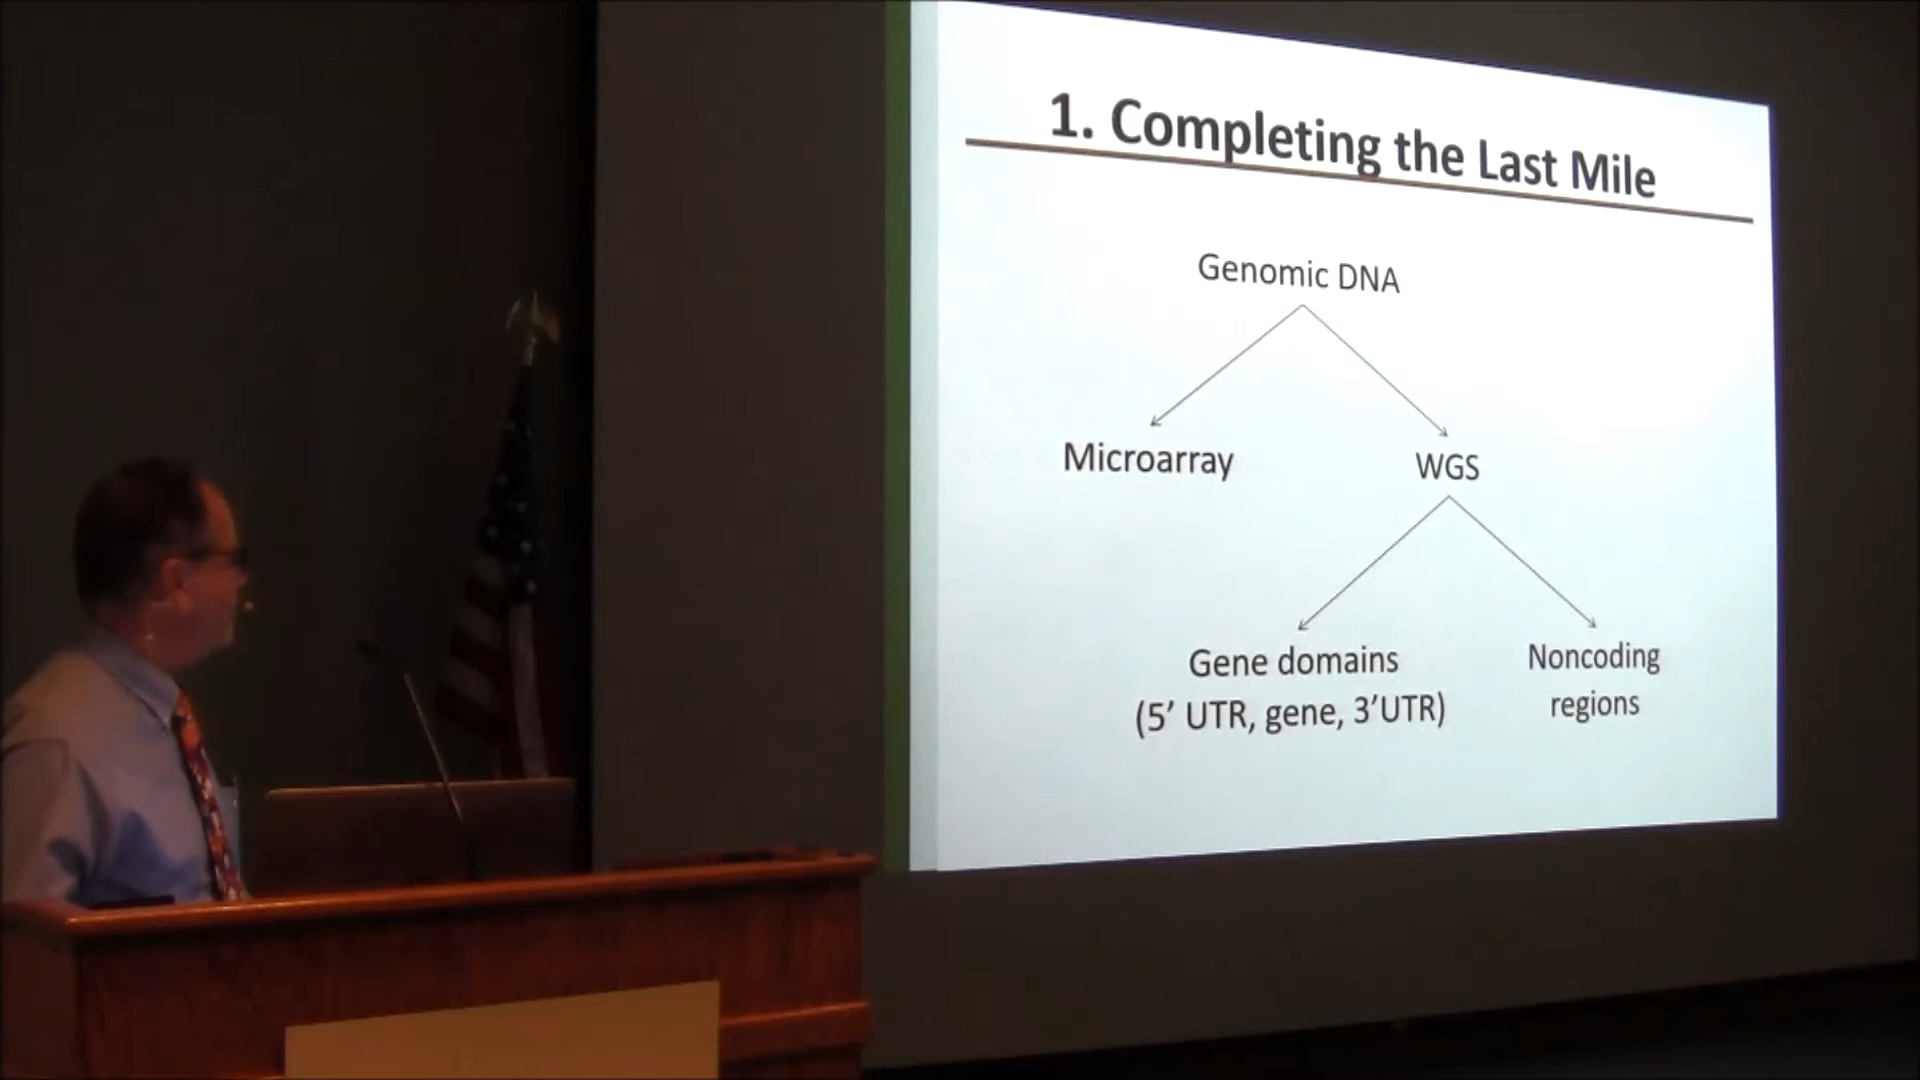 1. Completing the Last Mile
Genomic DNA
Microarray
WGS
Gene domains
(5’ UTR, gene, 3’UTR)
Noncoding
regions